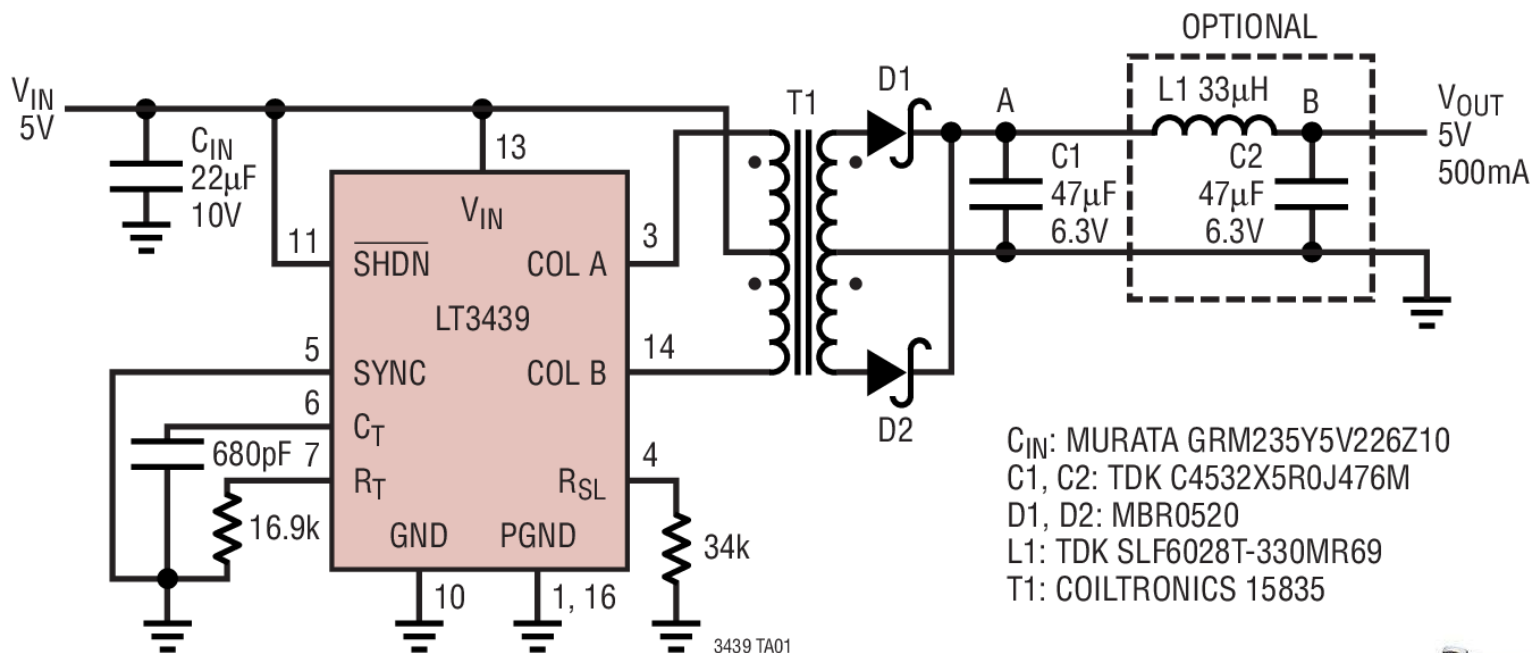 OPTIONAL
VIN
5V
CIN
22µF
10V
13
VIN
11
SHDN
COL A
3
LT3439
5
SYNC
COL B
14
6
CT
680pF
7
RT
RSL
4
16.9k
GND
PGND
34k
10
1, 16
3439 TA01
T1
D1
D2
A
C1
47µF
6.3V
L1 33µH
B
C2
47µF
6.3V
VOUT
5V
500mA
CIN: MURATA GRM235Y5V226Z10
C1, C2: TDK C4532X5R0J476M
D1, D2: MBR0520
L1: TDK SLF6028T-330MR69
T1: COILTRONICS 15835